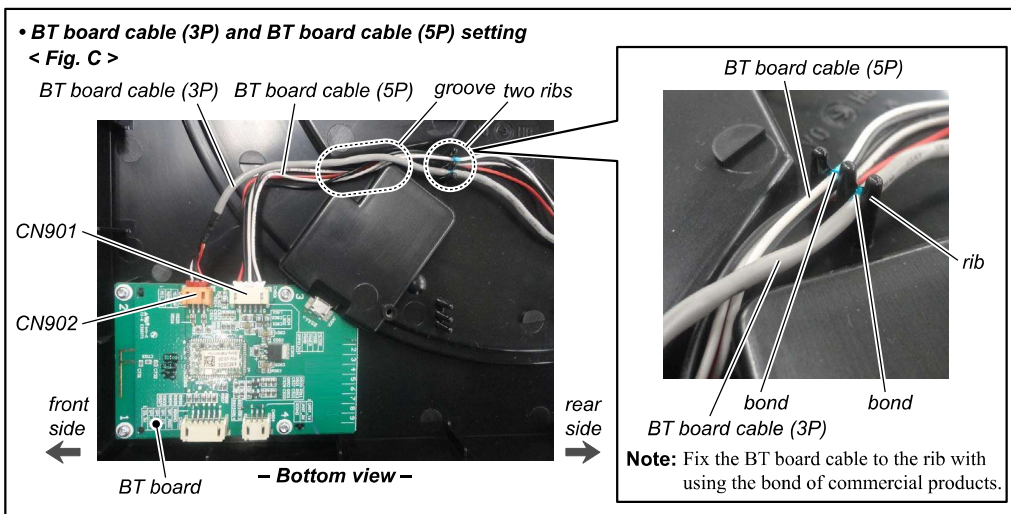 • BT board cable (3P) and BT board cable (5P) setting
< Fig. C >
BT board cable (3P) BT board cable (5P) groove two ribs
CN901
CN902
front
side
BT board
– Bottom view –
rear
side
BT board cable (5P)
rib
bond bond
BT board cable (3P)
Note: Fix the BT board cable to the rib with
using the bond of commercial products.